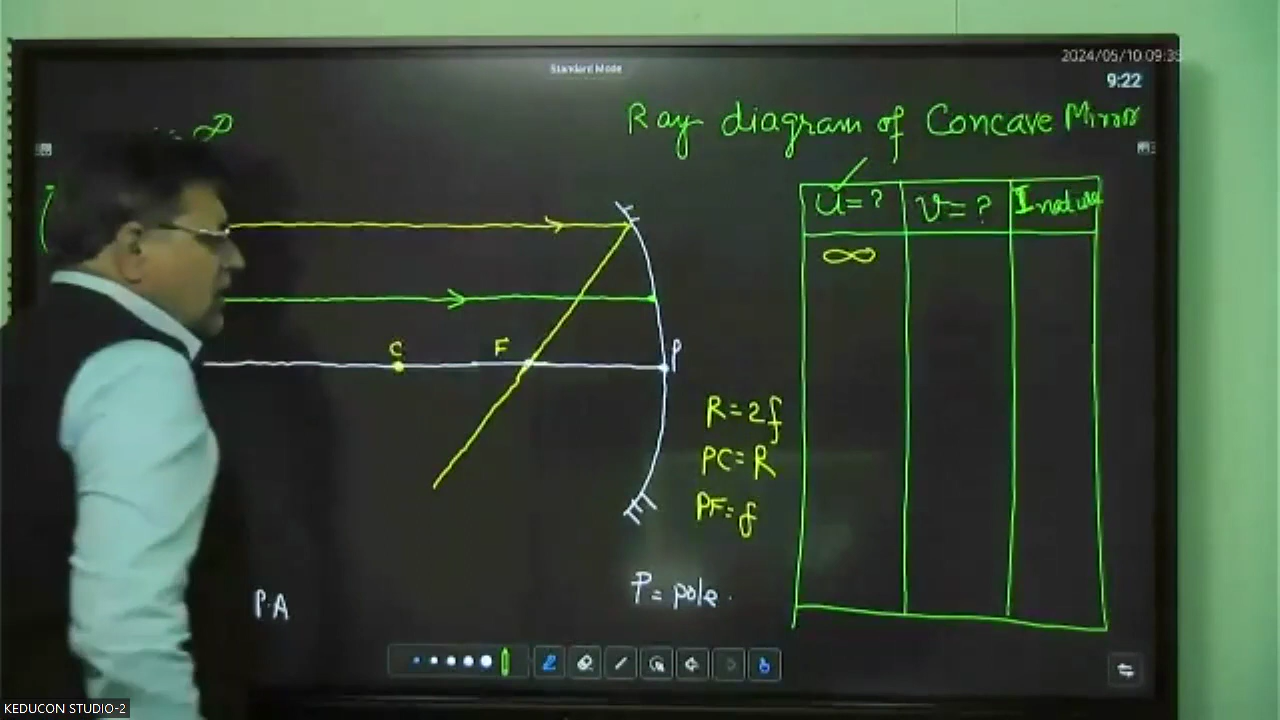 2024/05/10 09:35
Standard Mode
9:22
= ∞
Ray diagram of Concave Mirror
u = ?
v = ?
I nature
∞
C
F
P
R = 2f
PC = R
PF = f
P = pole.
P.A
KEDUCON STUDIO-2